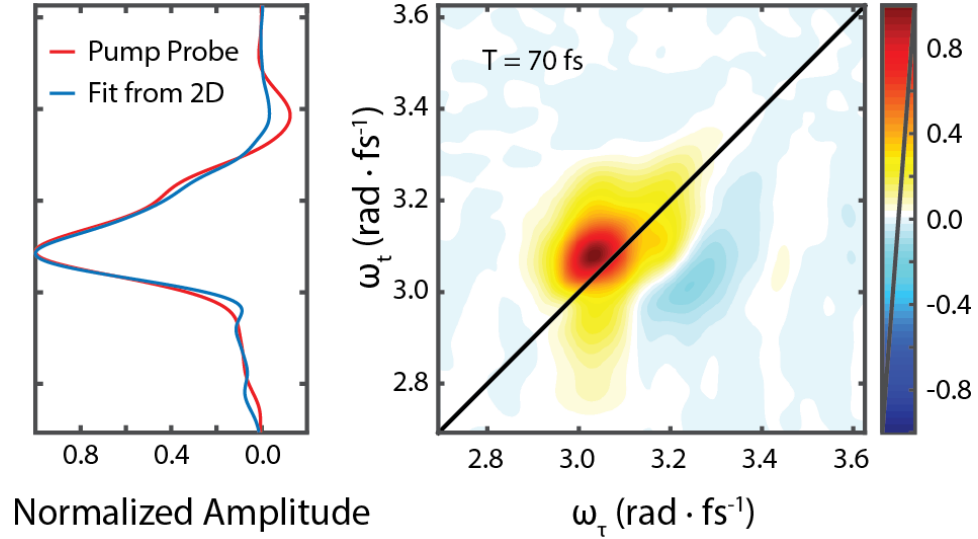 Pump Probe
Fit from 2D
0.8 0.4 0.0
Normalized Amplitude
T = 70 fs
3.6
3.4
3.2
3.0
2.8
ω_t (rad · fs⁻¹)
2.8 3.0 3.2 3.4 3.6
ω_τ (rad · fs⁻¹)
0.8
0.4
0.0
-0.4
-0.8